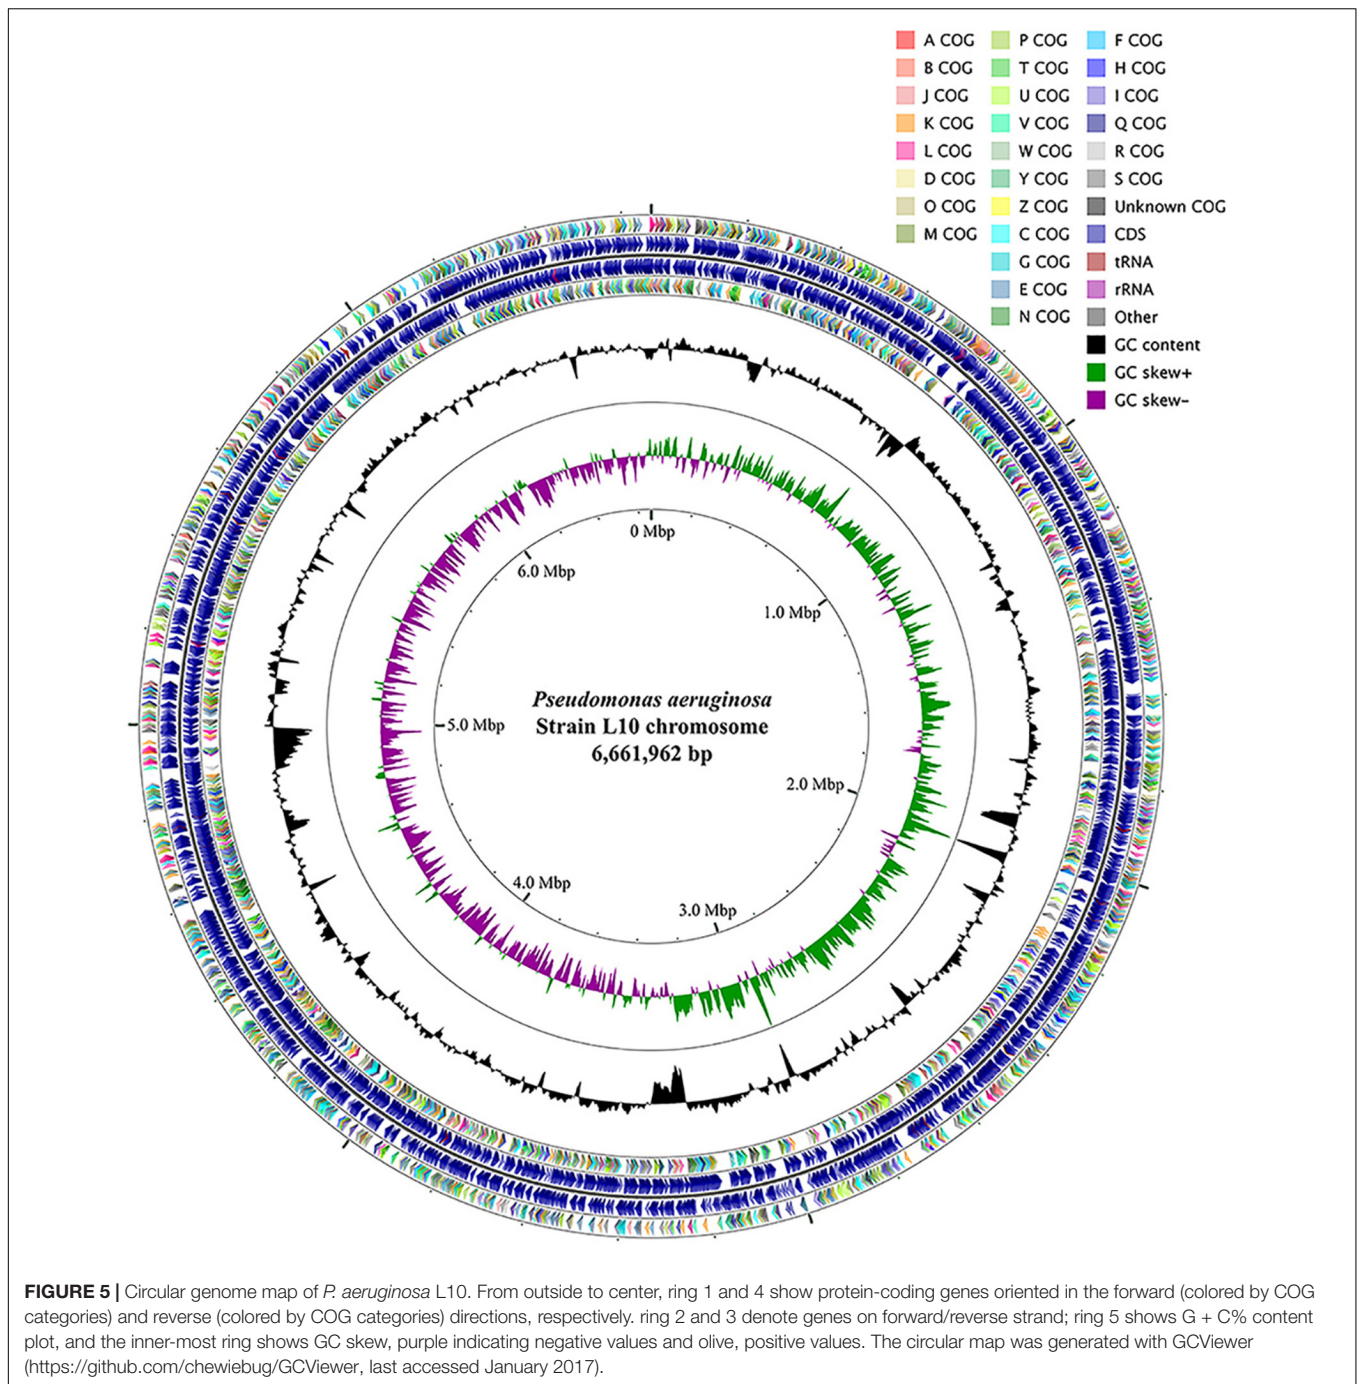 A COG
B COG
J COG
K COG
L COG
D COG
O COG
M COG
P COG
T COG
U COG
V COG
W COG
Y COG
Z COG
C COG
G COG
E COG
N COG
F COG
H COG
I COG
Q COG
R COG
S COG
Unknown COG
CDS
tRNA
rRNA
Other
GC content
GC skew+
GC skew-
0 Mbp
1.0 Mbp
2.0 Mbp
3.0 Mbp
4.0 Mbp
5.0 Mbp
6.0 Mbp
Pseudomonas aeruginosa
Strain L10 chromosome
6,661,962 bp
FIGURE 5 | Circular genome map of P. aeruginosa L10. From outside to center, ring 1 and 4 show protein-coding genes oriented in the forward (colored by COG
categories) and reverse (colored by COG categories) directions, respectively. ring 2 and 3 denote genes on forward/reverse strand; ring 5 shows G + C% content
plot, and the inner-most ring shows GC skew, purple indicating negative values and olive, positive values. The circular map was generated with GCViewer
(https://github.com/chewiebug/GCViewer, last accessed January 2017).